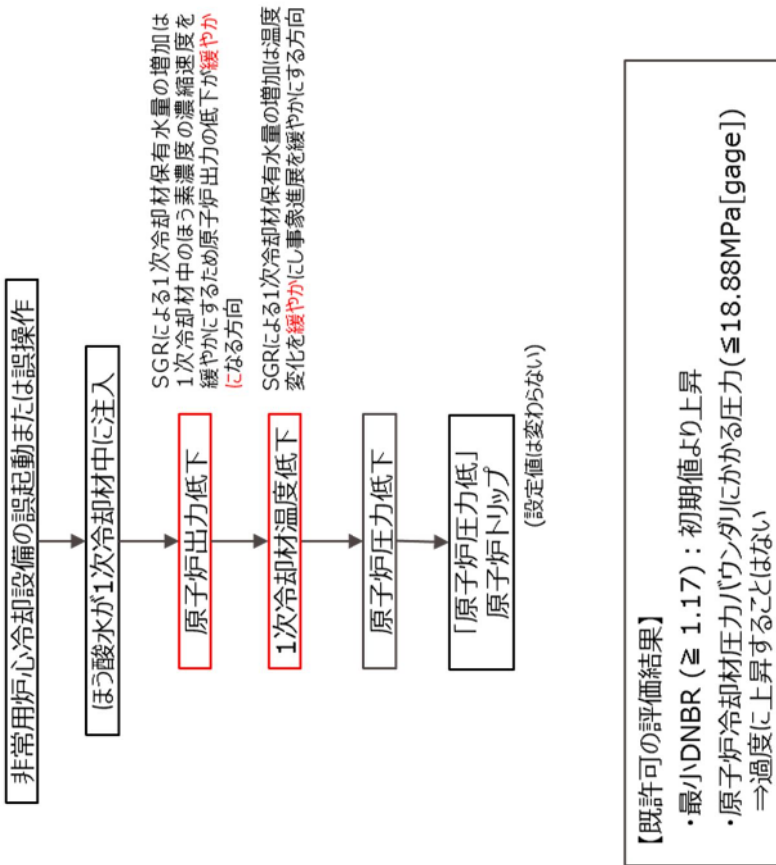 非常用炉心冷却設備の誤起動または誤操作
ほう酸水が1次冷却材中に注入
原子炉出力低下
SGRによる1次冷却材保有水量の増加は
1次冷却材中のほう素濃度の濃縮速度を
緩やかにするため原子炉出力の低下が緩やか
になる方向
1次冷却材温度低下
SGRによる1次冷却材保有水量の増加は温度
変化を緩やかにし事象進展を緩やかにする方向
原子炉圧力低下
「原子炉圧力低」
原子炉トリップ
(設定値は変わらない)
【既許可の評価結果】
・最小DNBR(≧ 1.17):初期値より上昇
・原子炉冷却材圧力バウンダリにかかる圧力(≦18.88MPa[gage])
⇒過度に上昇することはない